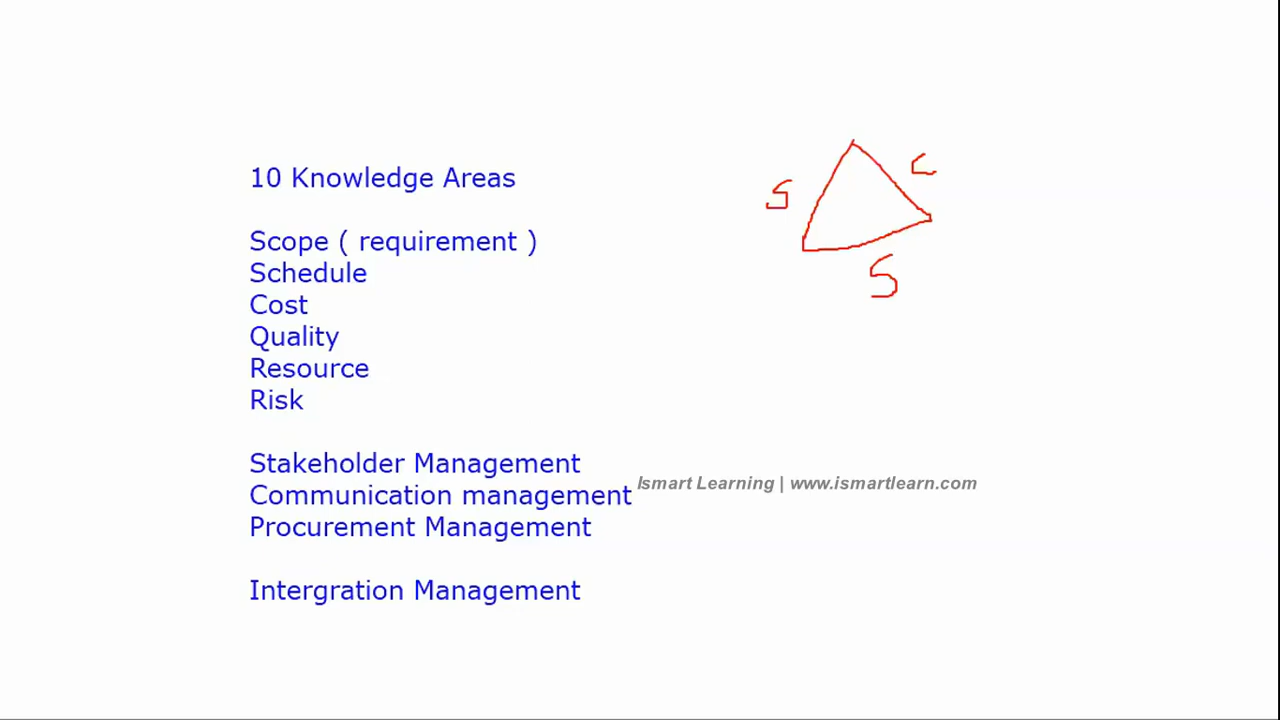 10 Knowledge Areas
Scope ( requirement )
Schedule
Cost
Quality
Resource
Risk
Stakeholder Management
Communication management
Procurement Management
Intergration Management
S
C
S
Ismart Learning | www.ismartlearn.com